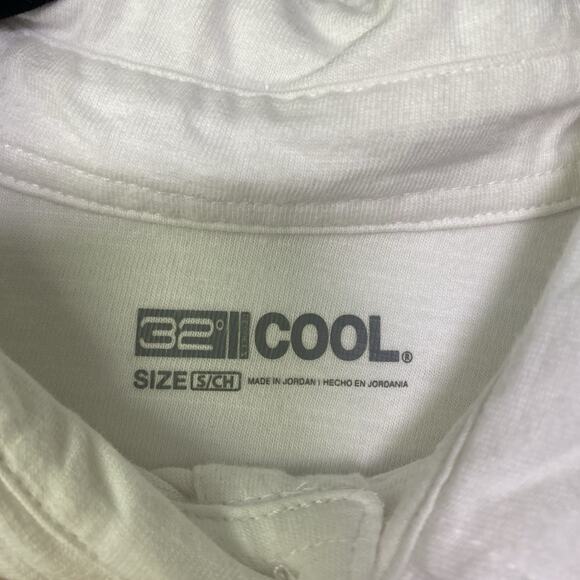 32° COOL®
SIZE S/CH MADE IN JORDAN | HECHO EN JORDANIA